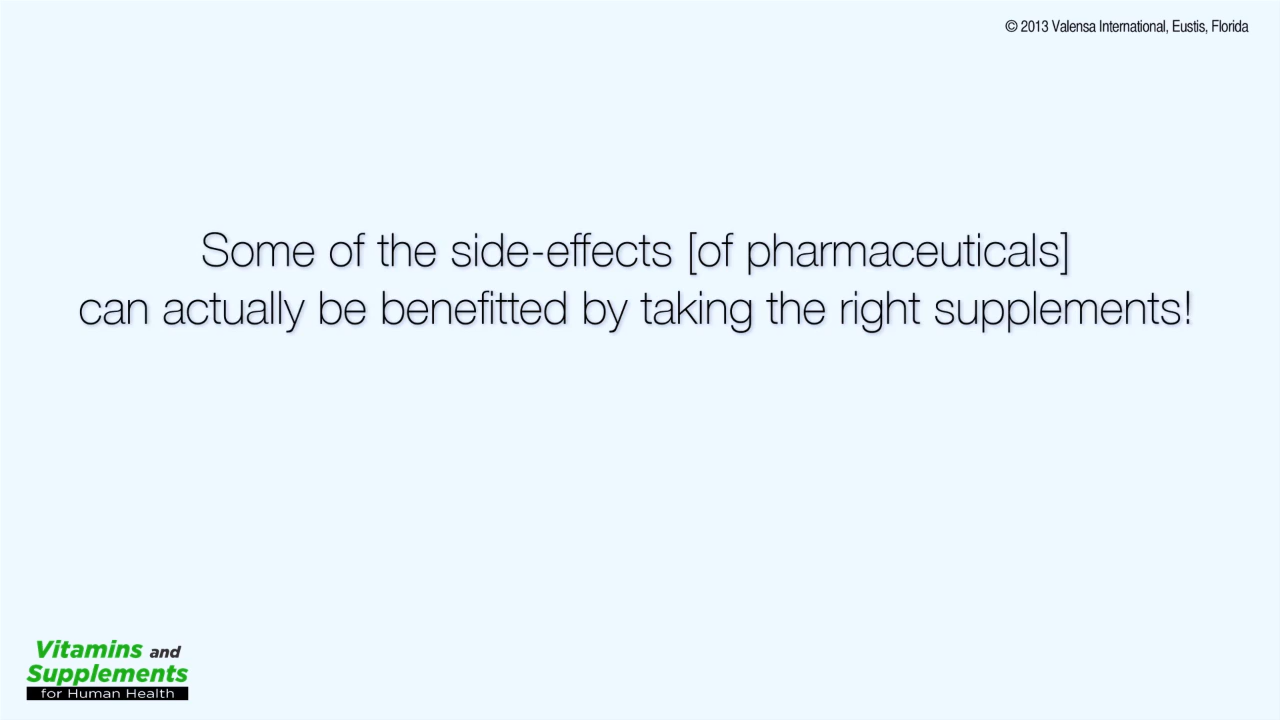 © 2013 Valensa International, Eustis, Florida
Some of the side-effects [of pharmaceuticals]
can actually be benefitted by taking the right supplements!
Vitamins and
Supplements
for Human Health